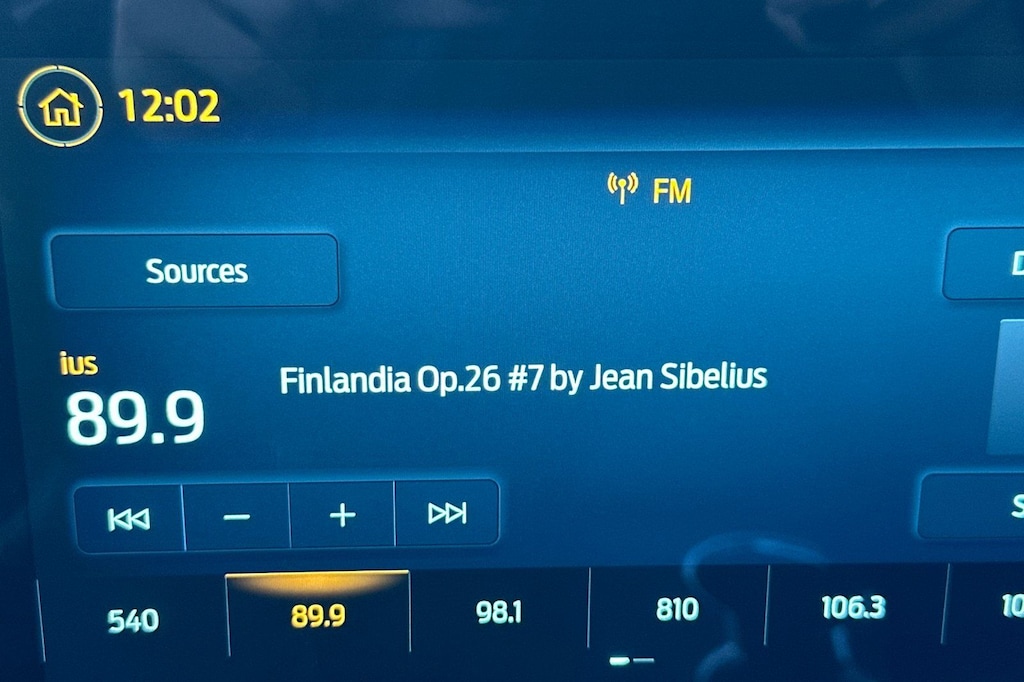 12:02
FM
Sources
ius
89.9
Finlandia Op.26 #7 by Jean Sibelius
540
89.9
98.1
810
106.3